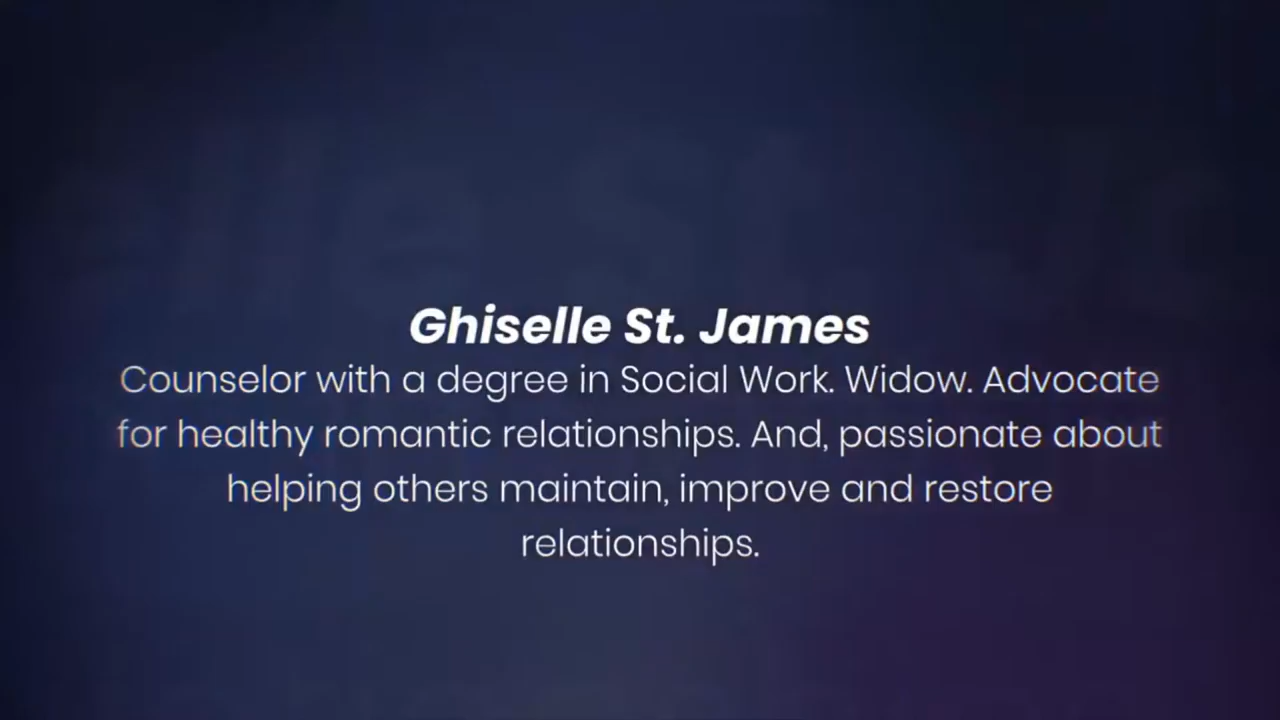 Ghiselle St. James
Counselor with a degree in Social Work. Widow. Advocate
for healthy romantic relationships. And, passionate about
helping others maintain, improve and restore
relationships.